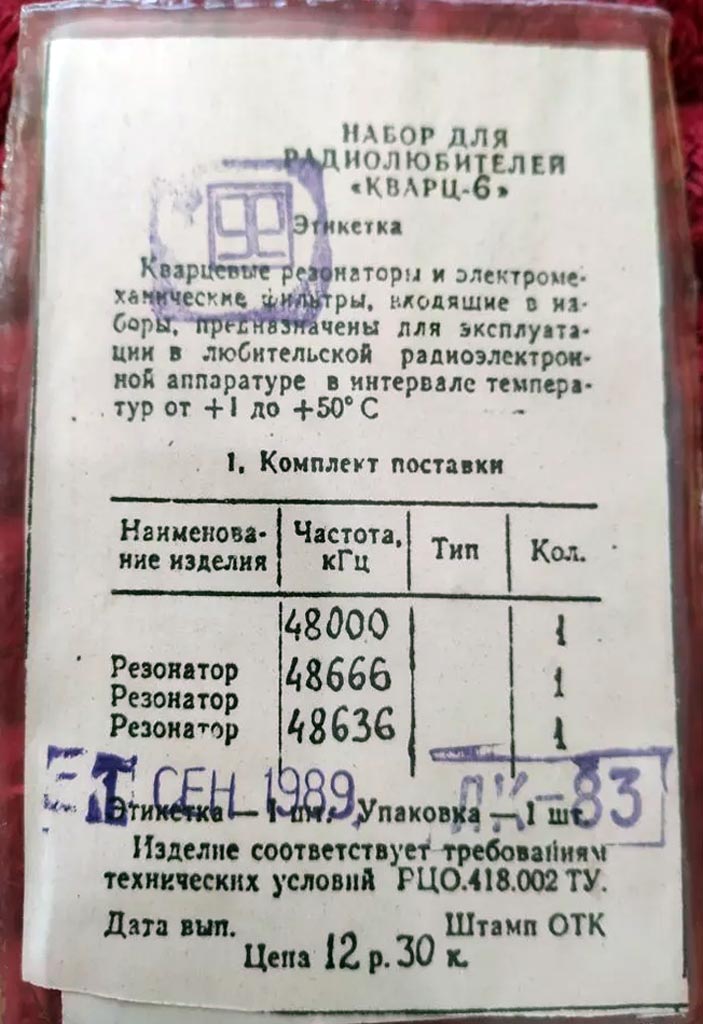 НАБОР ДЛЯ
РАДИОЛЮБИТЕЛЕЙ
«КВАРЦ-6»
Этикетка
Кварцевые резонаторы и электроме-
ханические фильтры, входящие в на-
боры, предназначены для эксплуата-
ции в любительской радиоэлектрон-
ной аппаратуре в интервале темпера-
тур от +1 до +50° С
1. Комплект поставки
Наименова- Частота, Тип Кол.
ние изделия кГц
48000 1
Резонатор 48666 1
Резонатор
Резонатор 48636 1
СЕН 1989
-83
Этикетка — 1 шт. Упаковка — 1 шт.
Изделие соответствует требованиям
технических условий РЦ0.418.002 ТУ.
Дата вып. Штамп ОТК
Цена 12 р. 30 к.